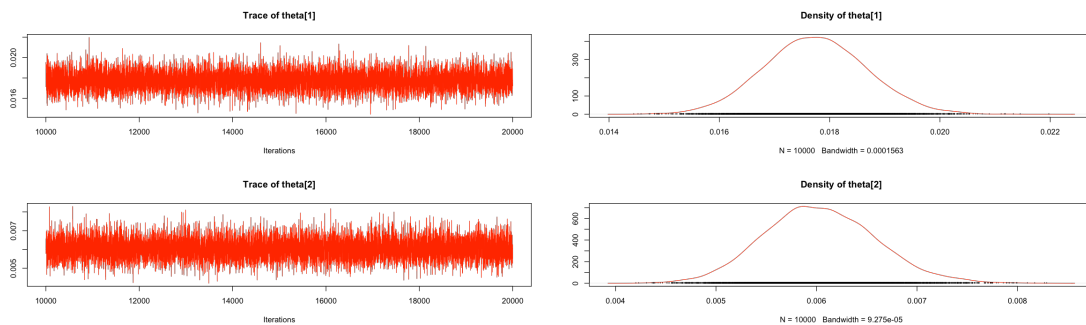 Trace of theta[1]
0.020
0.016
10000 12000 14000 16000 18000 20000
Iterations
Density of theta[1]
300
100
0
0.014 0.016 0.018 0.020 0.022
N = 10000 Bandwidth = 0.0001563
Trace of theta[2]
0.007
0.005
10000 12000 14000 16000 18000 20000
Iterations
Density of theta[2]
600
400
200
0
0.004 0.005 0.006 0.007 0.008
N = 10000 Bandwidth = 9.275e-05